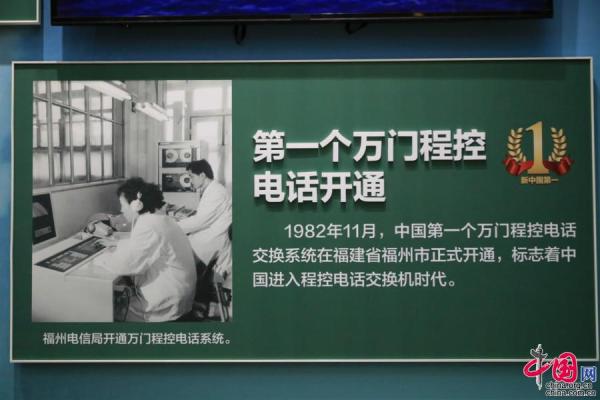 第一个万门程控
电话开通
1
新中国第一
1982年11月，中国第一个万门程控电话
交换系统在福建省福州市正式开通，标志着中
国进入程控电话交换机时代。
福州电信局开通万门程控电话系统。
中国网
china.org.cn
china.com.cn